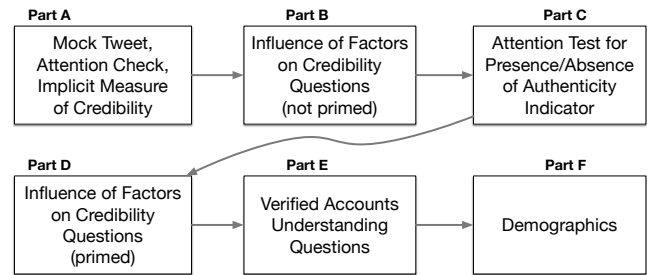 Part A
Mock Tweet,
Attention Check,
Implicit Measure
of Credibility
Part B
Influence of Factors
on Credibility
Questions
(not primed)
Part C
Attention Test for
Presence/Absence
of Authenticity
Indicator
Part D
Influence of Factors
on Credibility
Questions
(primed)
Part E
Verified Accounts
Understanding
Questions
Part F
Demographics